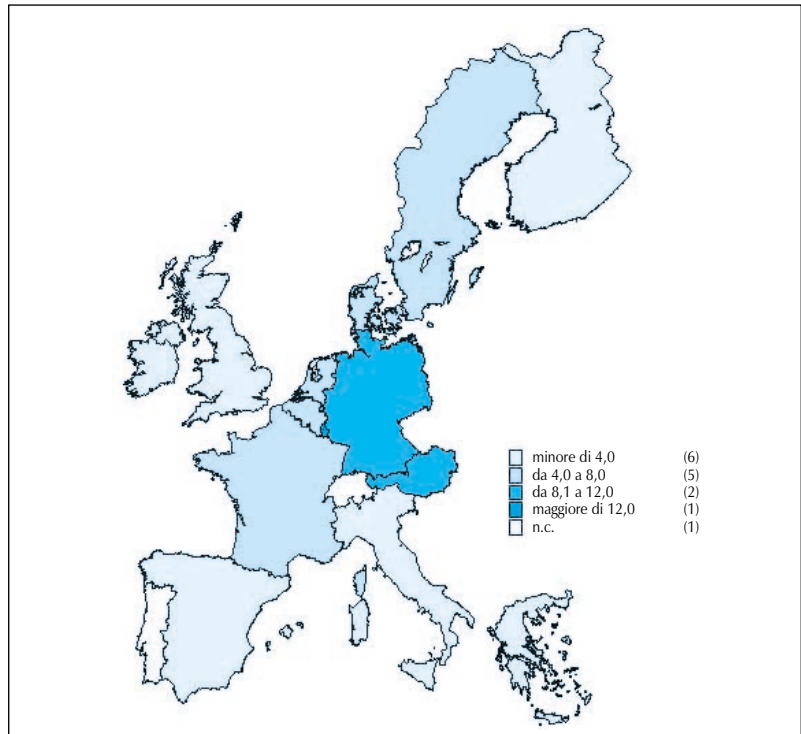 minore di 4,0 (6)
da 4,0 a 8,0 (5)
da 8,1 a 12,0 (2)
maggiore di 12,0 (1)
n.c. (1)